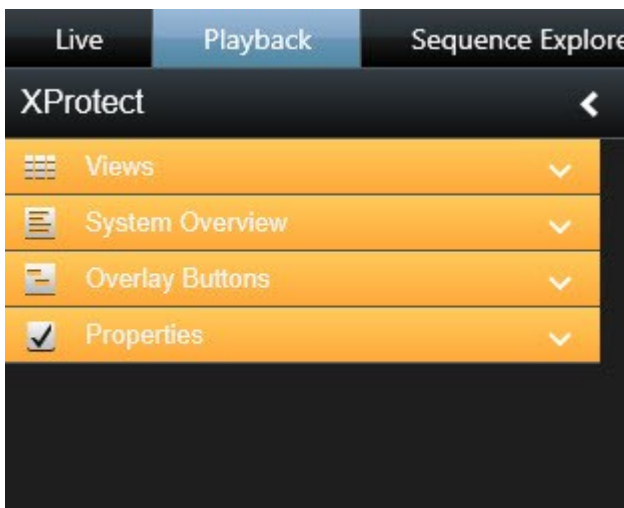 Live Playback Sequence Explore
XProtect
Views
System Overview
Overlay Buttons
Properties